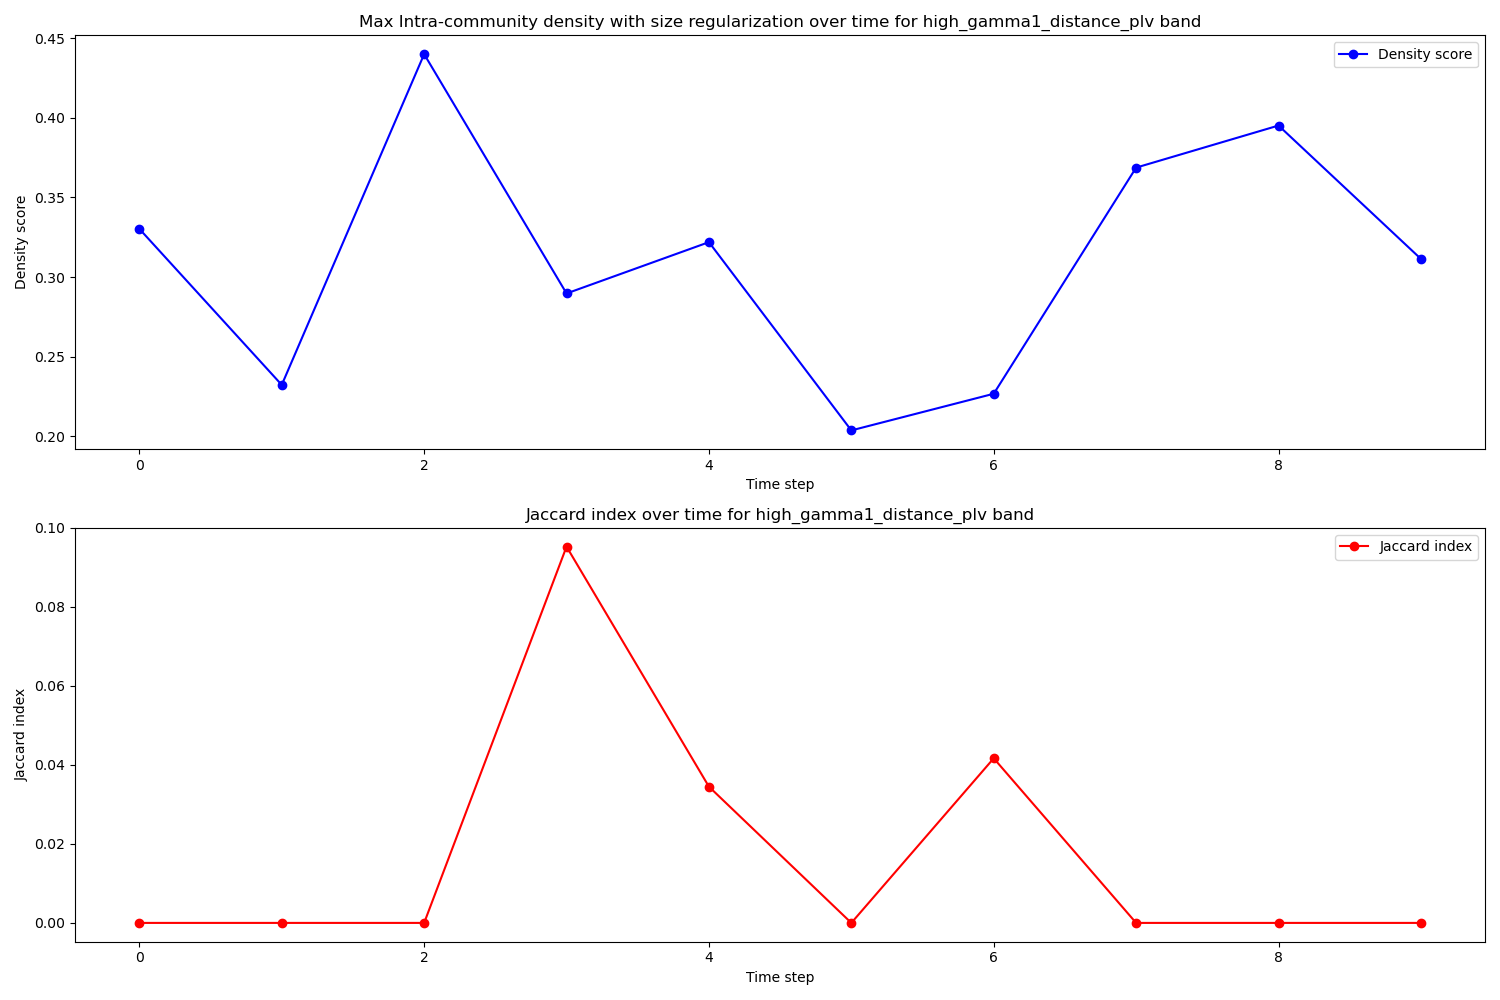 Max Intra-community density with size regularization over time for high_gamma1_distance_plv band
0.45
0.40
0.35
0.30
0.25
0.20
Density score
Density score
0 2 4 6 8
Time step
Jaccard index over time for high_gamma1_distance_plv band
0.10
0.08
0.06
0.04
0.02
0.00
Jaccard index
Jaccard index
0 2 4 6 8
Time step